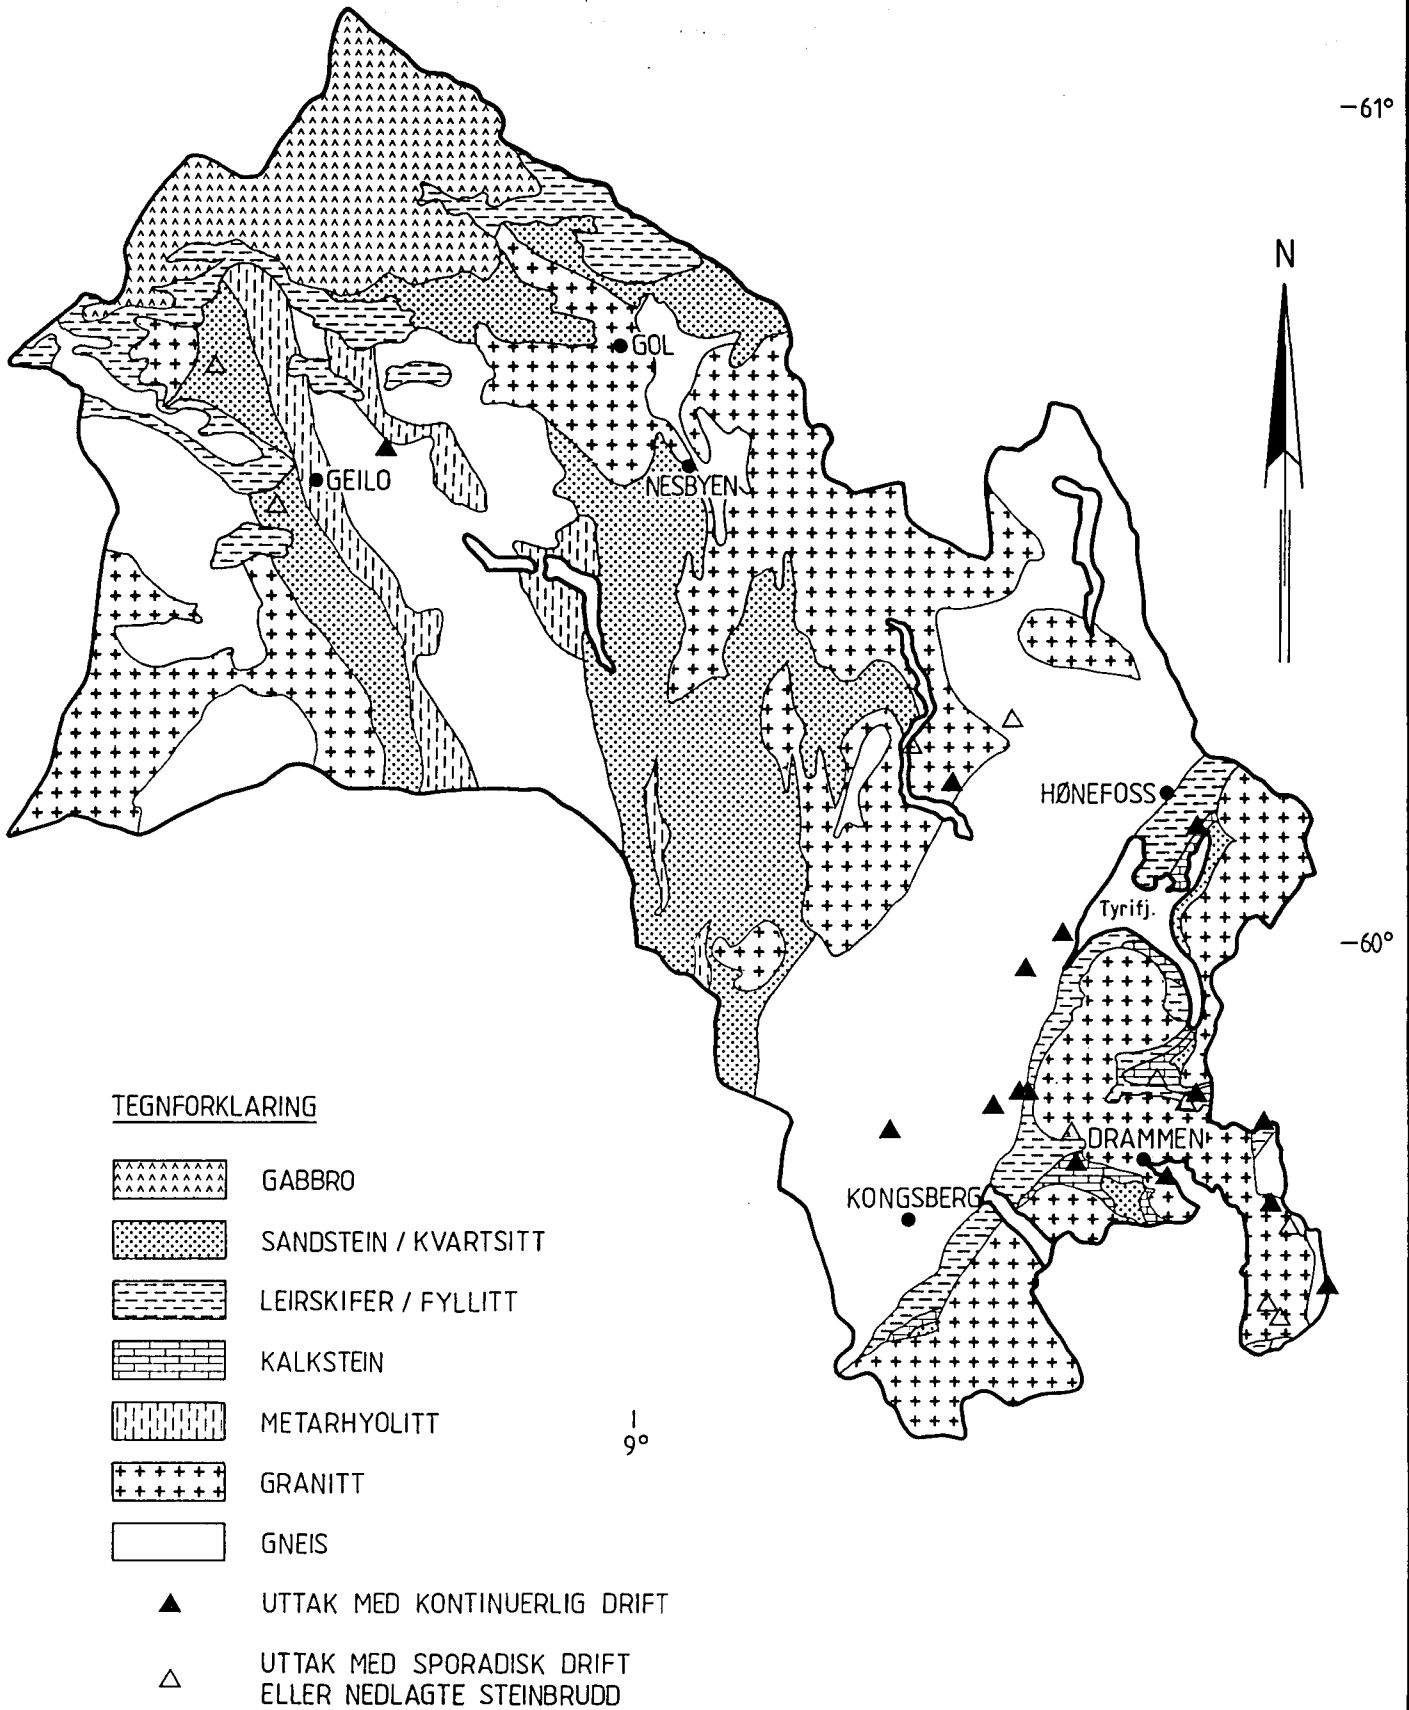 −61°
N
GOL
GEILO
NESBYEN
HØNEFOSS
Tyrifj.
−60°
DRAMMEN
KONGSBERG
TEGNFORKLARING
GABBRO
SANDSTEIN / KVARTSITT
LEIRSKIFER / FYLLITT
KALKSTEIN
METARHYOLITT
9°
GRANITT
GNEIS
UTTAK MED KONTINUERLIG DRIFT
UTTAK MED SPORADISK DRIFT
ELLER NEDLAGTE STEINBRUDD